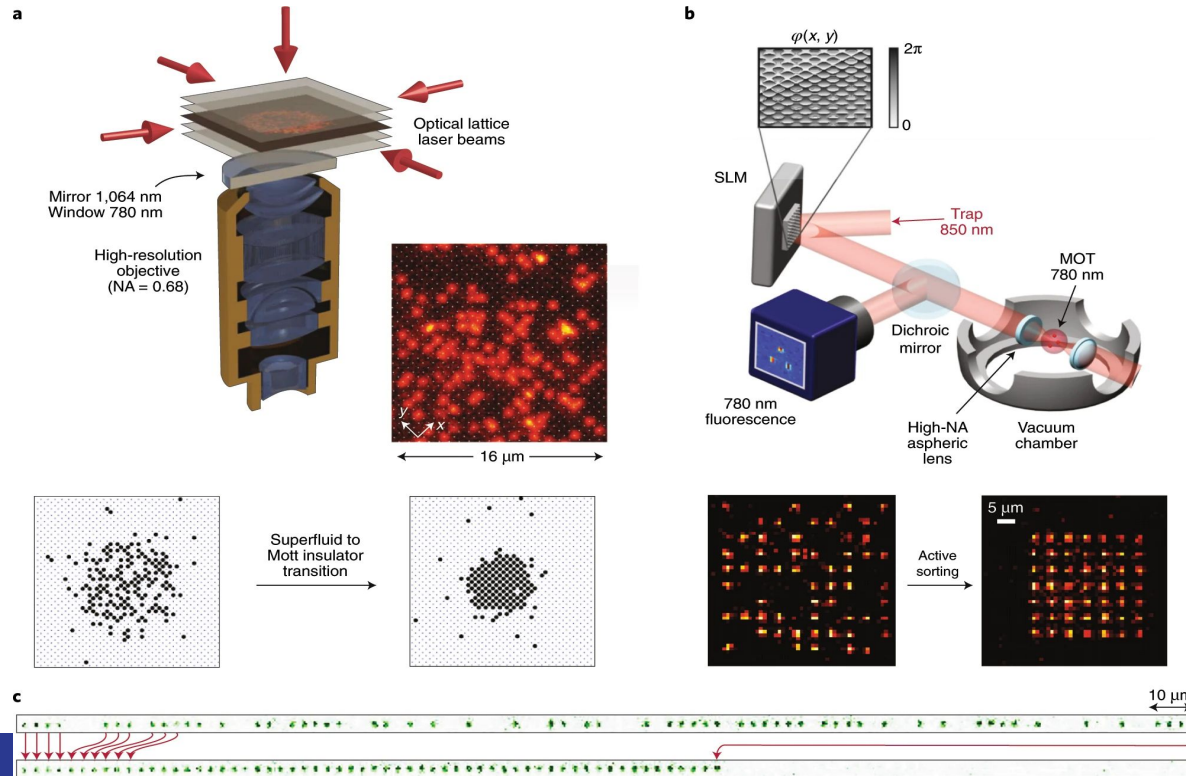 a
Optical lattice
laser beams
Mirror 1,064 nm
Window 780 nm
High-resolution
objective
(NA = 0.68)
y
x
16 μm
Superfluid to
Mott insulator
transition
b
φ(x, y)
2π
0
SLM
Trap
850 nm
MOT
780 nm
Dichroic
mirror
780 nm
fluorescence
High-NA
aspheric
lens
Vacuum
chamber
Active
sorting
5 μm
c
10 μm